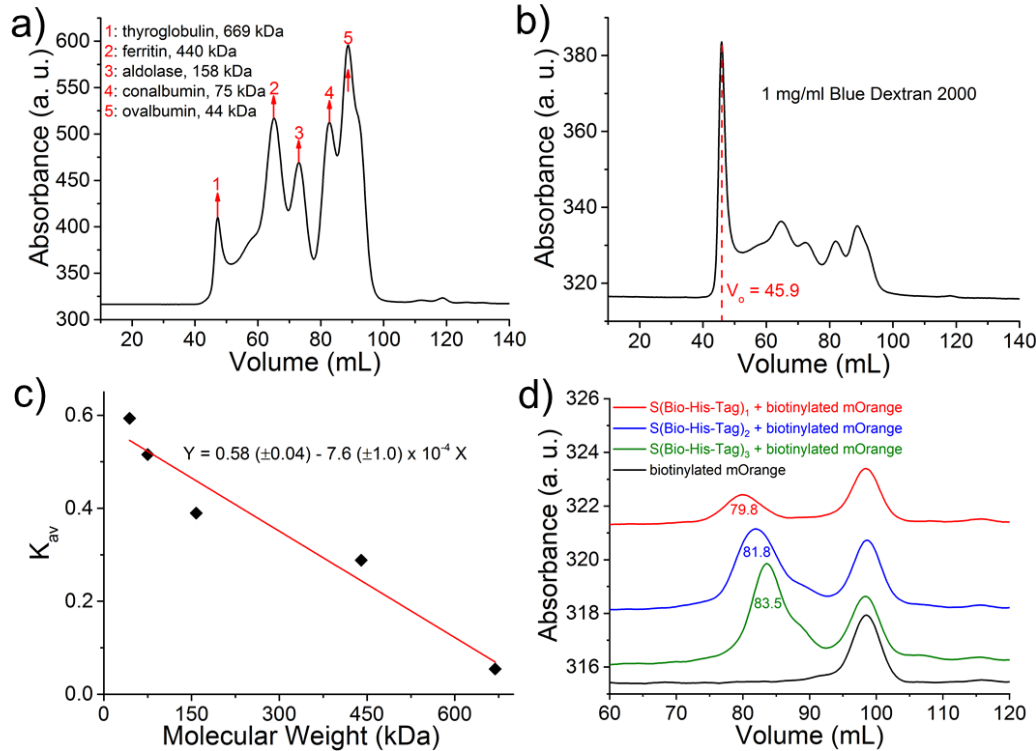 a)
1: thyroglobulin, 669 kDa
2: ferritin, 440 kDa
3: aldolase, 158 kDa
4: conalbumin, 75 kDa
5: ovalbumin, 44 kDa
1
2
3
4
5
Absorbance (a. u.)
600
550
500
450
400
350
300
20 40 60 80 100 120 140
Volume (mL)
b)
1 mg/ml Blue Dextran 2000
Vₒ = 45.9
Absorbance (a. u.)
380
360
340
320
20 40 60 80 100 120 140
Volume (mL)
c)
Y = 0.58 (±0.04) - 7.6 (±1.0) x 10⁻⁴ X
K_av
0.6
0.4
0.2
0.0
0 150 300 450 600
Molecular Weight (kDa)
d)
S(Bio-His-Tag)₁ + biotinylated mOrange
S(Bio-His-Tag)₂ + biotinylated mOrange
S(Bio-His-Tag)₃ + biotinylated mOrange
biotinylated mOrange
79.8
81.8
83.5
Absorbance (a. u.)
326
324
322
320
318
316
60 70 80 90 100 110 120
Volume (mL)